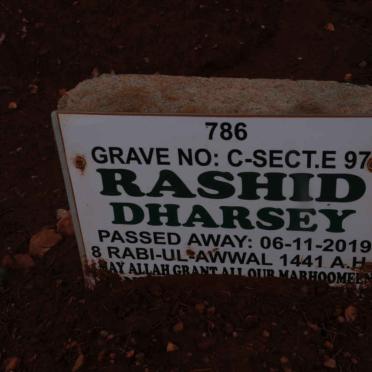 786
GRAVE NO: C-SECT.E 97
RASHID
DHARSEY
PASSED AWAY: 06-11-2019
8 RABI-UL-AWWAL 1441 A.H
MAY ALLAH GRANT ALL OUR MARHOOMEEN